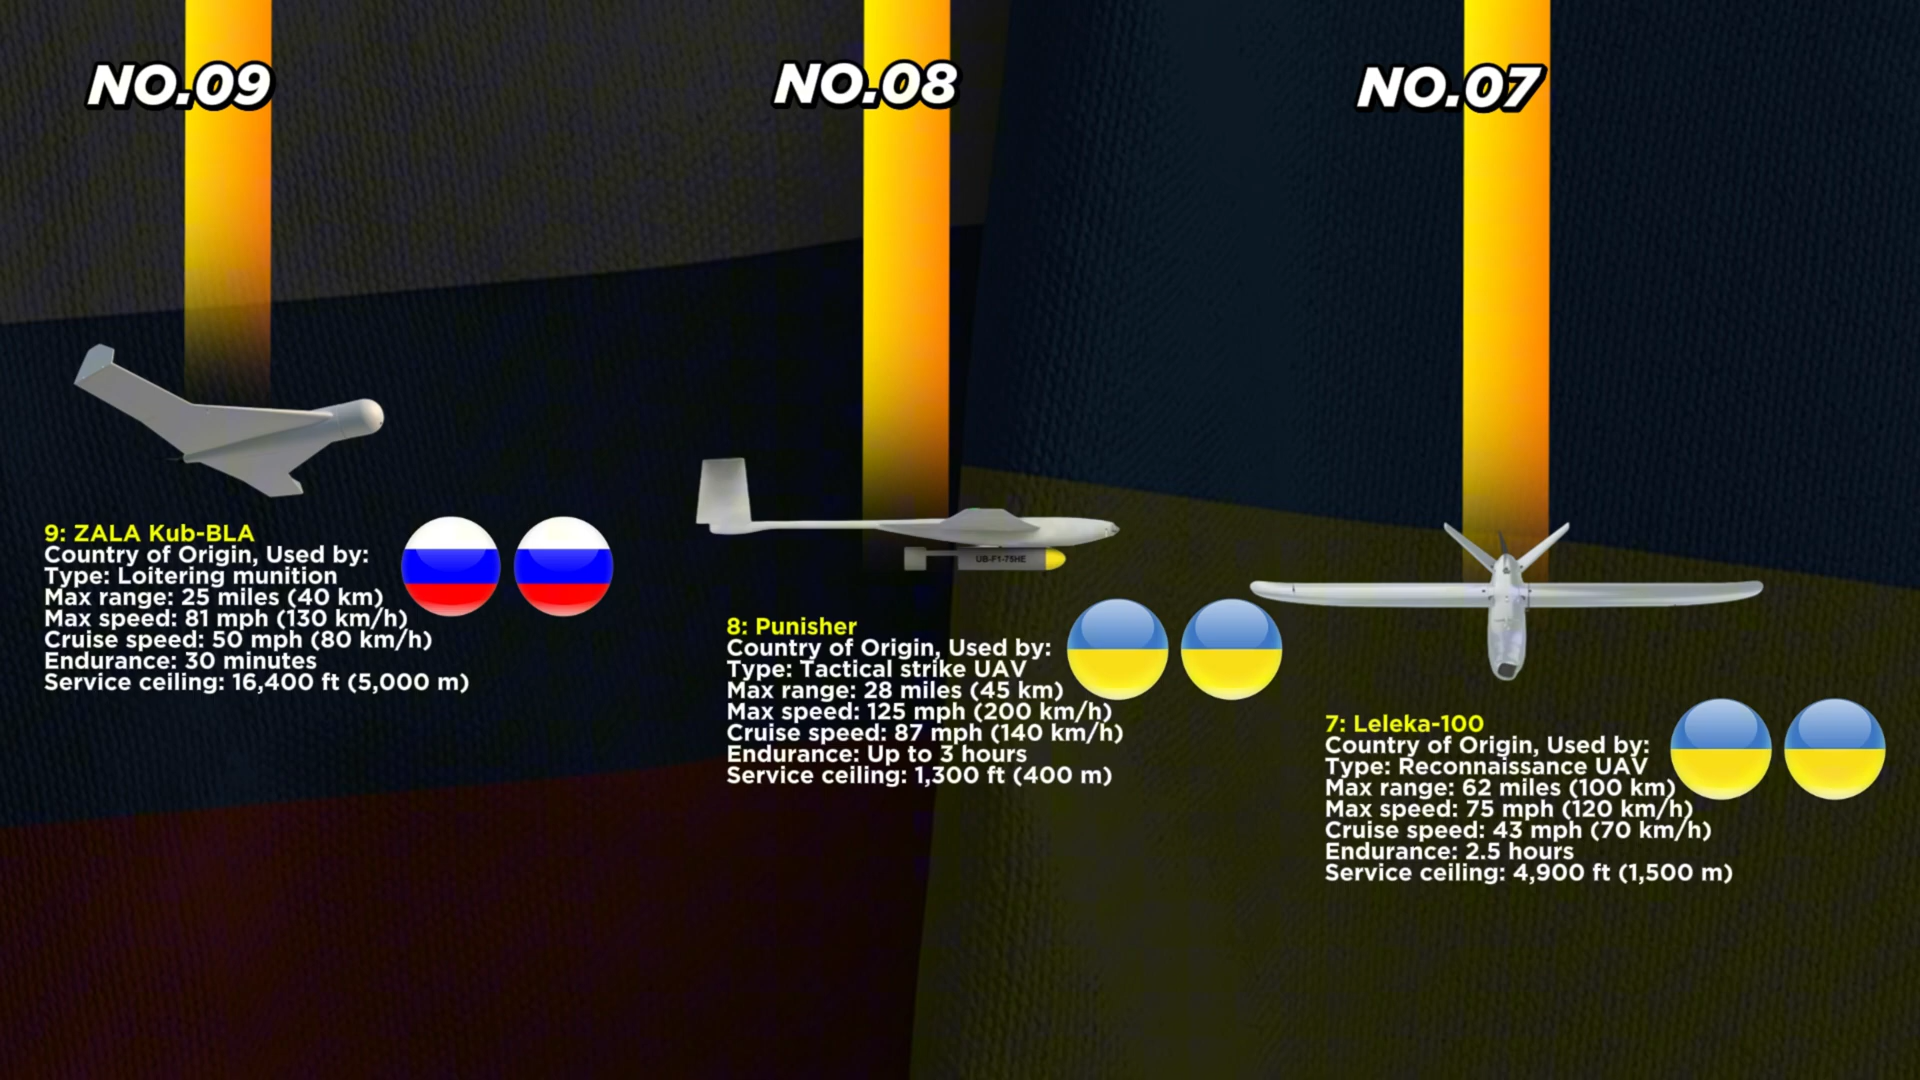 NO.09
NO.08
NO.07
9: ZALA Kub-BLA
Country of Origin, Used by:
Type: Loitering munition
Max range: 25 miles (40 km)
Max speed: 81 mph (130 km/h)
Cruise speed: 50 mph (80 km/h)
Endurance: 30 minutes
Service ceiling: 16,400 ft (5,000 m)
UB-F1-75HE
8: Punisher
Country of Origin, Used by:
Type: Tactical strike UAV
Max range: 28 miles (45 km)
Max speed: 125 mph (200 km/h)
Cruise speed: 87 mph (140 km/h)
Endurance: Up to 3 hours
Service ceiling: 1,300 ft (400 m)
7: Leleka-100
Country of Origin, Used by:
Type: Reconnaissance UAV
Max range: 62 miles (100 km)
Max speed: 75 mph (120 km/h)
Cruise speed: 43 mph (70 km/h)
Endurance: 2.5 hours
Service ceiling: 4,900 ft (1,500 m)